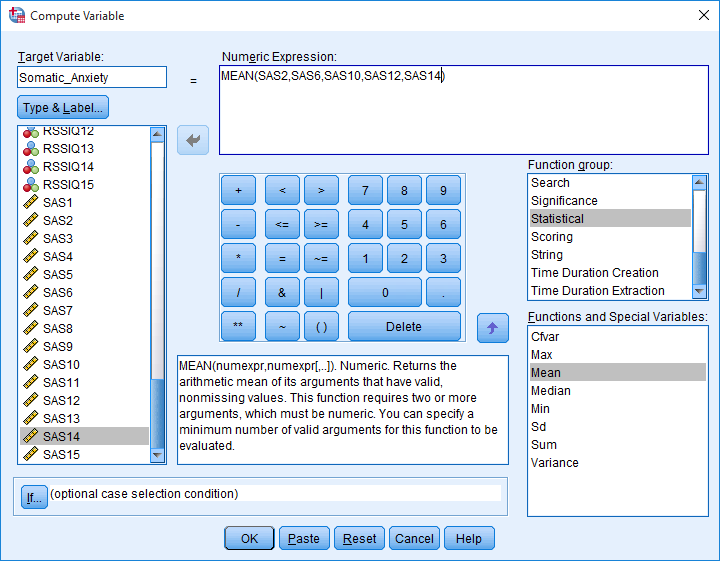 Compute Variable
Target Variable:
Somatic_Anxiety
=
Numeric Expression:
MEAN(SAS2,SAS6,SAS10,SAS12,SAS14)
Type & Label...
RSSIQ12
RSSIQ13
RSSIQ14
RSSIQ15
SAS1
SAS2
SAS3
SAS4
SAS5
SAS6
SAS7
SAS8
SAS9
SAS10
SAS11
SAS12
SAS13
SAS14
SAS15
+ < > 7 8 9
- <= >= 4 5 6
* = ~= 1 2 3
/ & | 0 .
** ~ ( ) Delete
Function group:
Search
Significance
Statistical
Scoring
String
Time Duration Creation
Time Duration Extraction
Functions and Special Variables:
Cfvar
Max
Mean
Median
Min
Sd
Sum
Variance
MEAN(numexpr,numexpr[,..]). Numeric. Returns the
arithmetic mean of its arguments that have valid,
nonmissing values. This function requires two or more
arguments, which must be numeric. You can specify a
minimum number of valid arguments for this function to be
evaluated.
If... (optional case selection condition)
OK Paste Reset Cancel Help